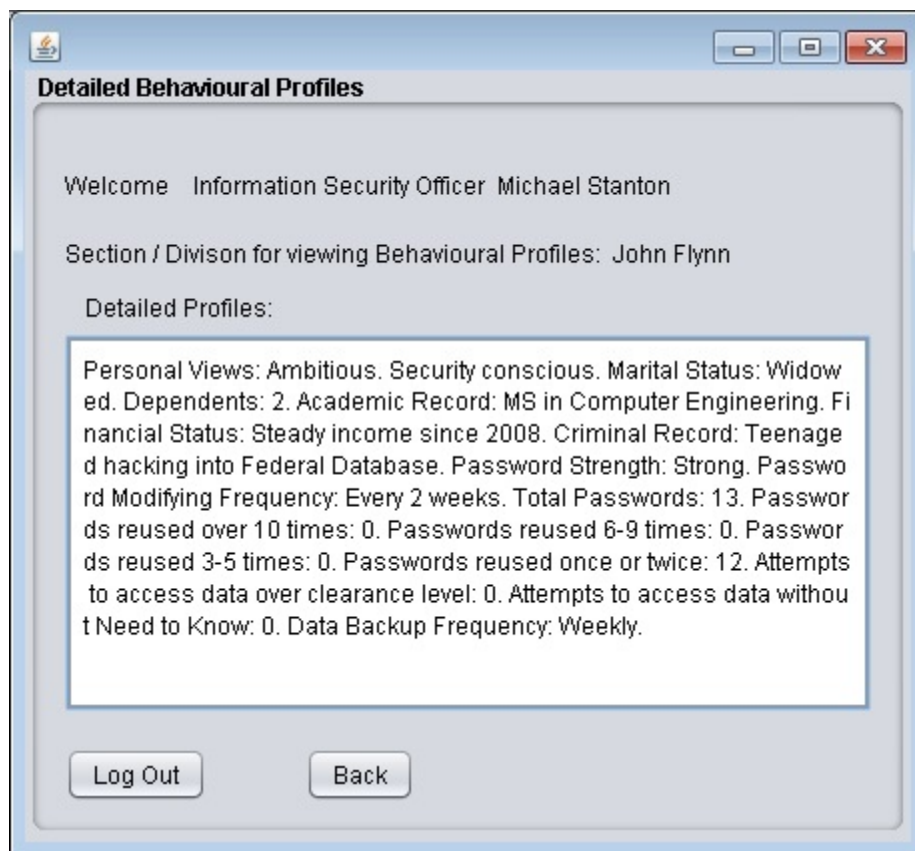 Detailed Behavioural Profiles
Welcome Information Security Officer Michael Stanton
Section / Divison for viewing Behavioural Profiles: John Flynn
Detailed Profiles:
Personal Views: Ambitious. Security conscious. Marital Status: Widow
ed. Dependents: 2. Academic Record: MS in Computer Engineering. Fi
nancial Status: Steady income since 2008. Criminal Record: Teenage
d hacking into Federal Database. Password Strength: Strong. Passwo
rd Modifying Frequency: Every 2 weeks. Total Passwords: 13. Passwor
ds reused over 10 times: 0. Passwords reused 6-9 times: 0. Passwor
ds reused 3-5 times: 0. Passwords reused once or twice: 12. Attempts
to access data over clearance level: 0. Attempts to access data withou
t Need to Know: 0. Data Backup Frequency: Weekly.
Log Out Back